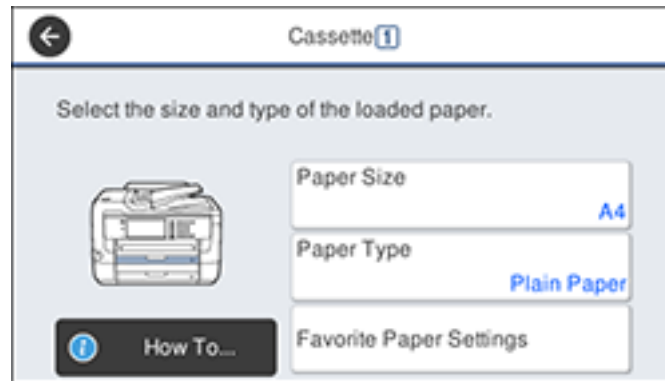 Cassette 1
Select the size and type of the loaded paper.
Paper Size
A4
Paper Type
Plain Paper
How To...
Favorite Paper Settings